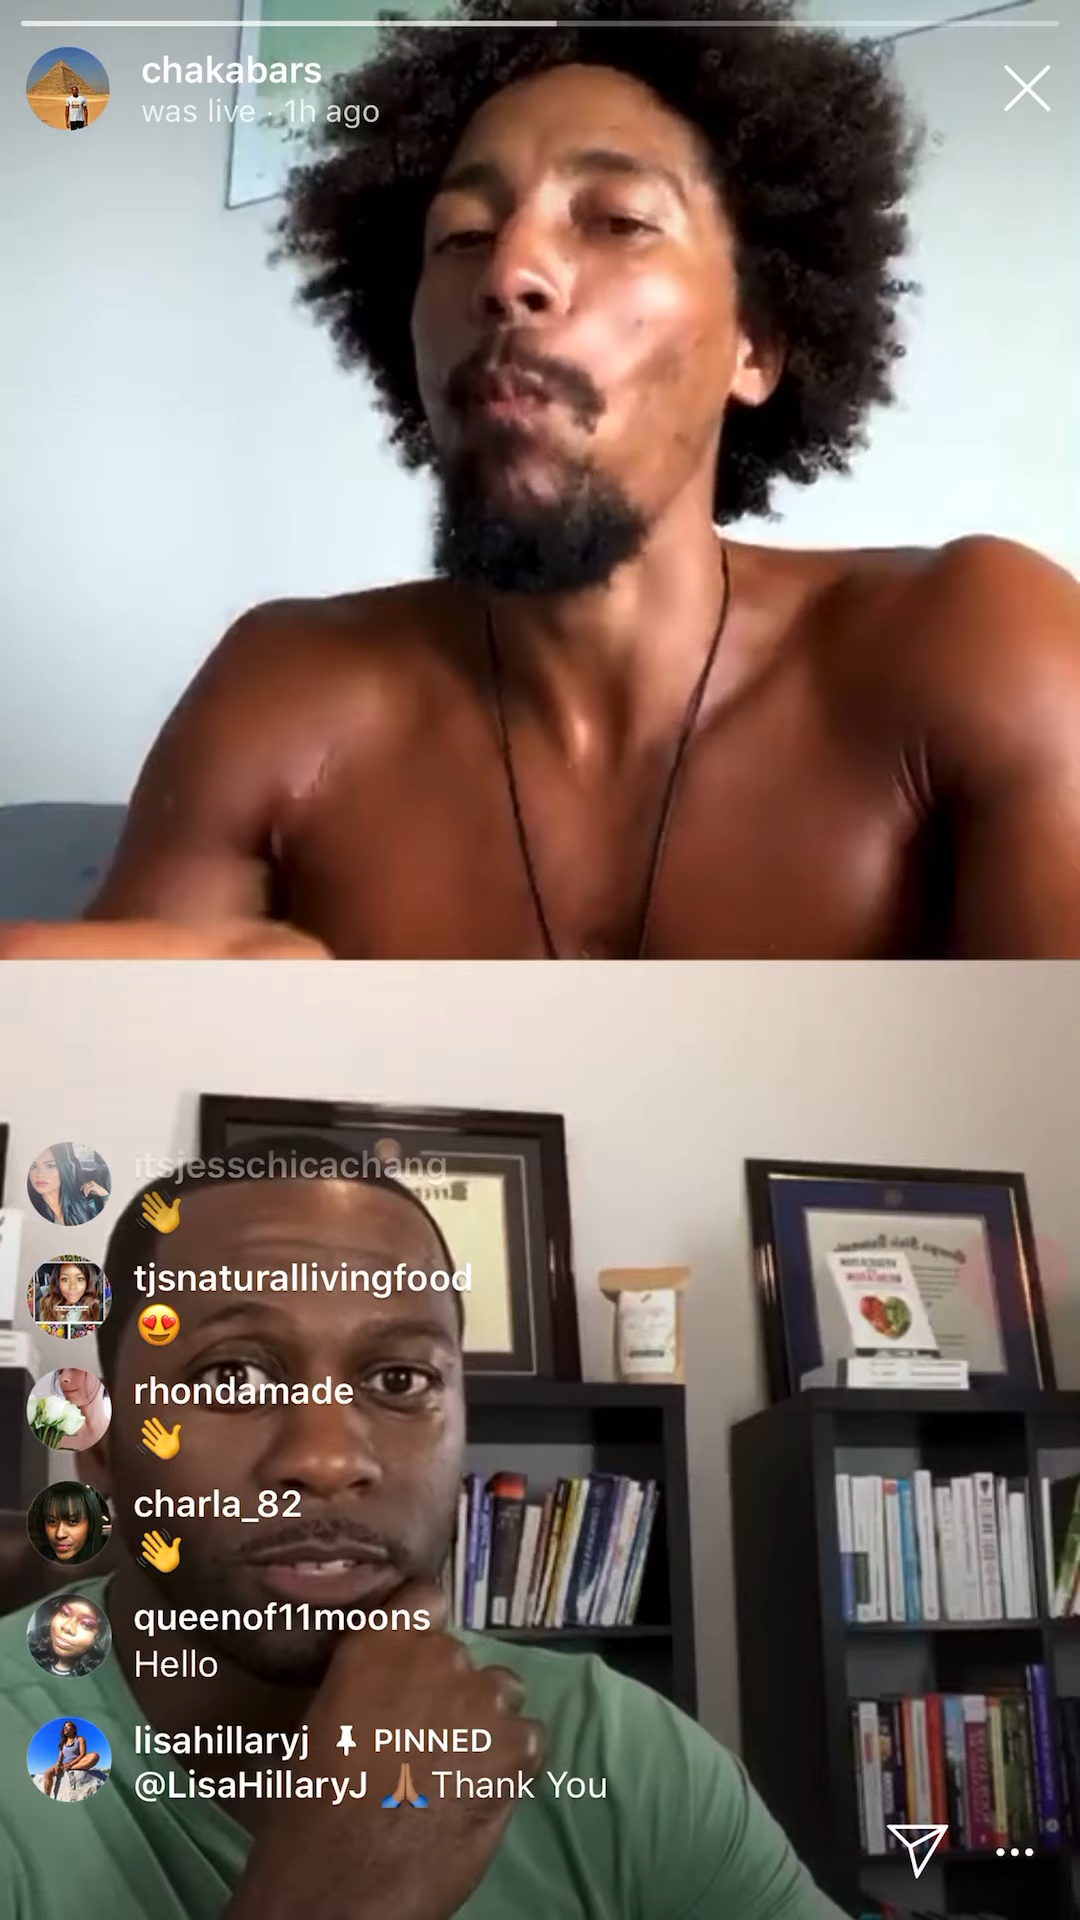 chakabars
was live · 1h ago
itsjesschicachang
👋
tjsnaturallivingfood
😍
rhondamade
👋
charla_82
👋
queenof11moons
Hello
lisahillaryj 📌 PINNED
@LisaHillaryJ 🙏🏽 Thank You